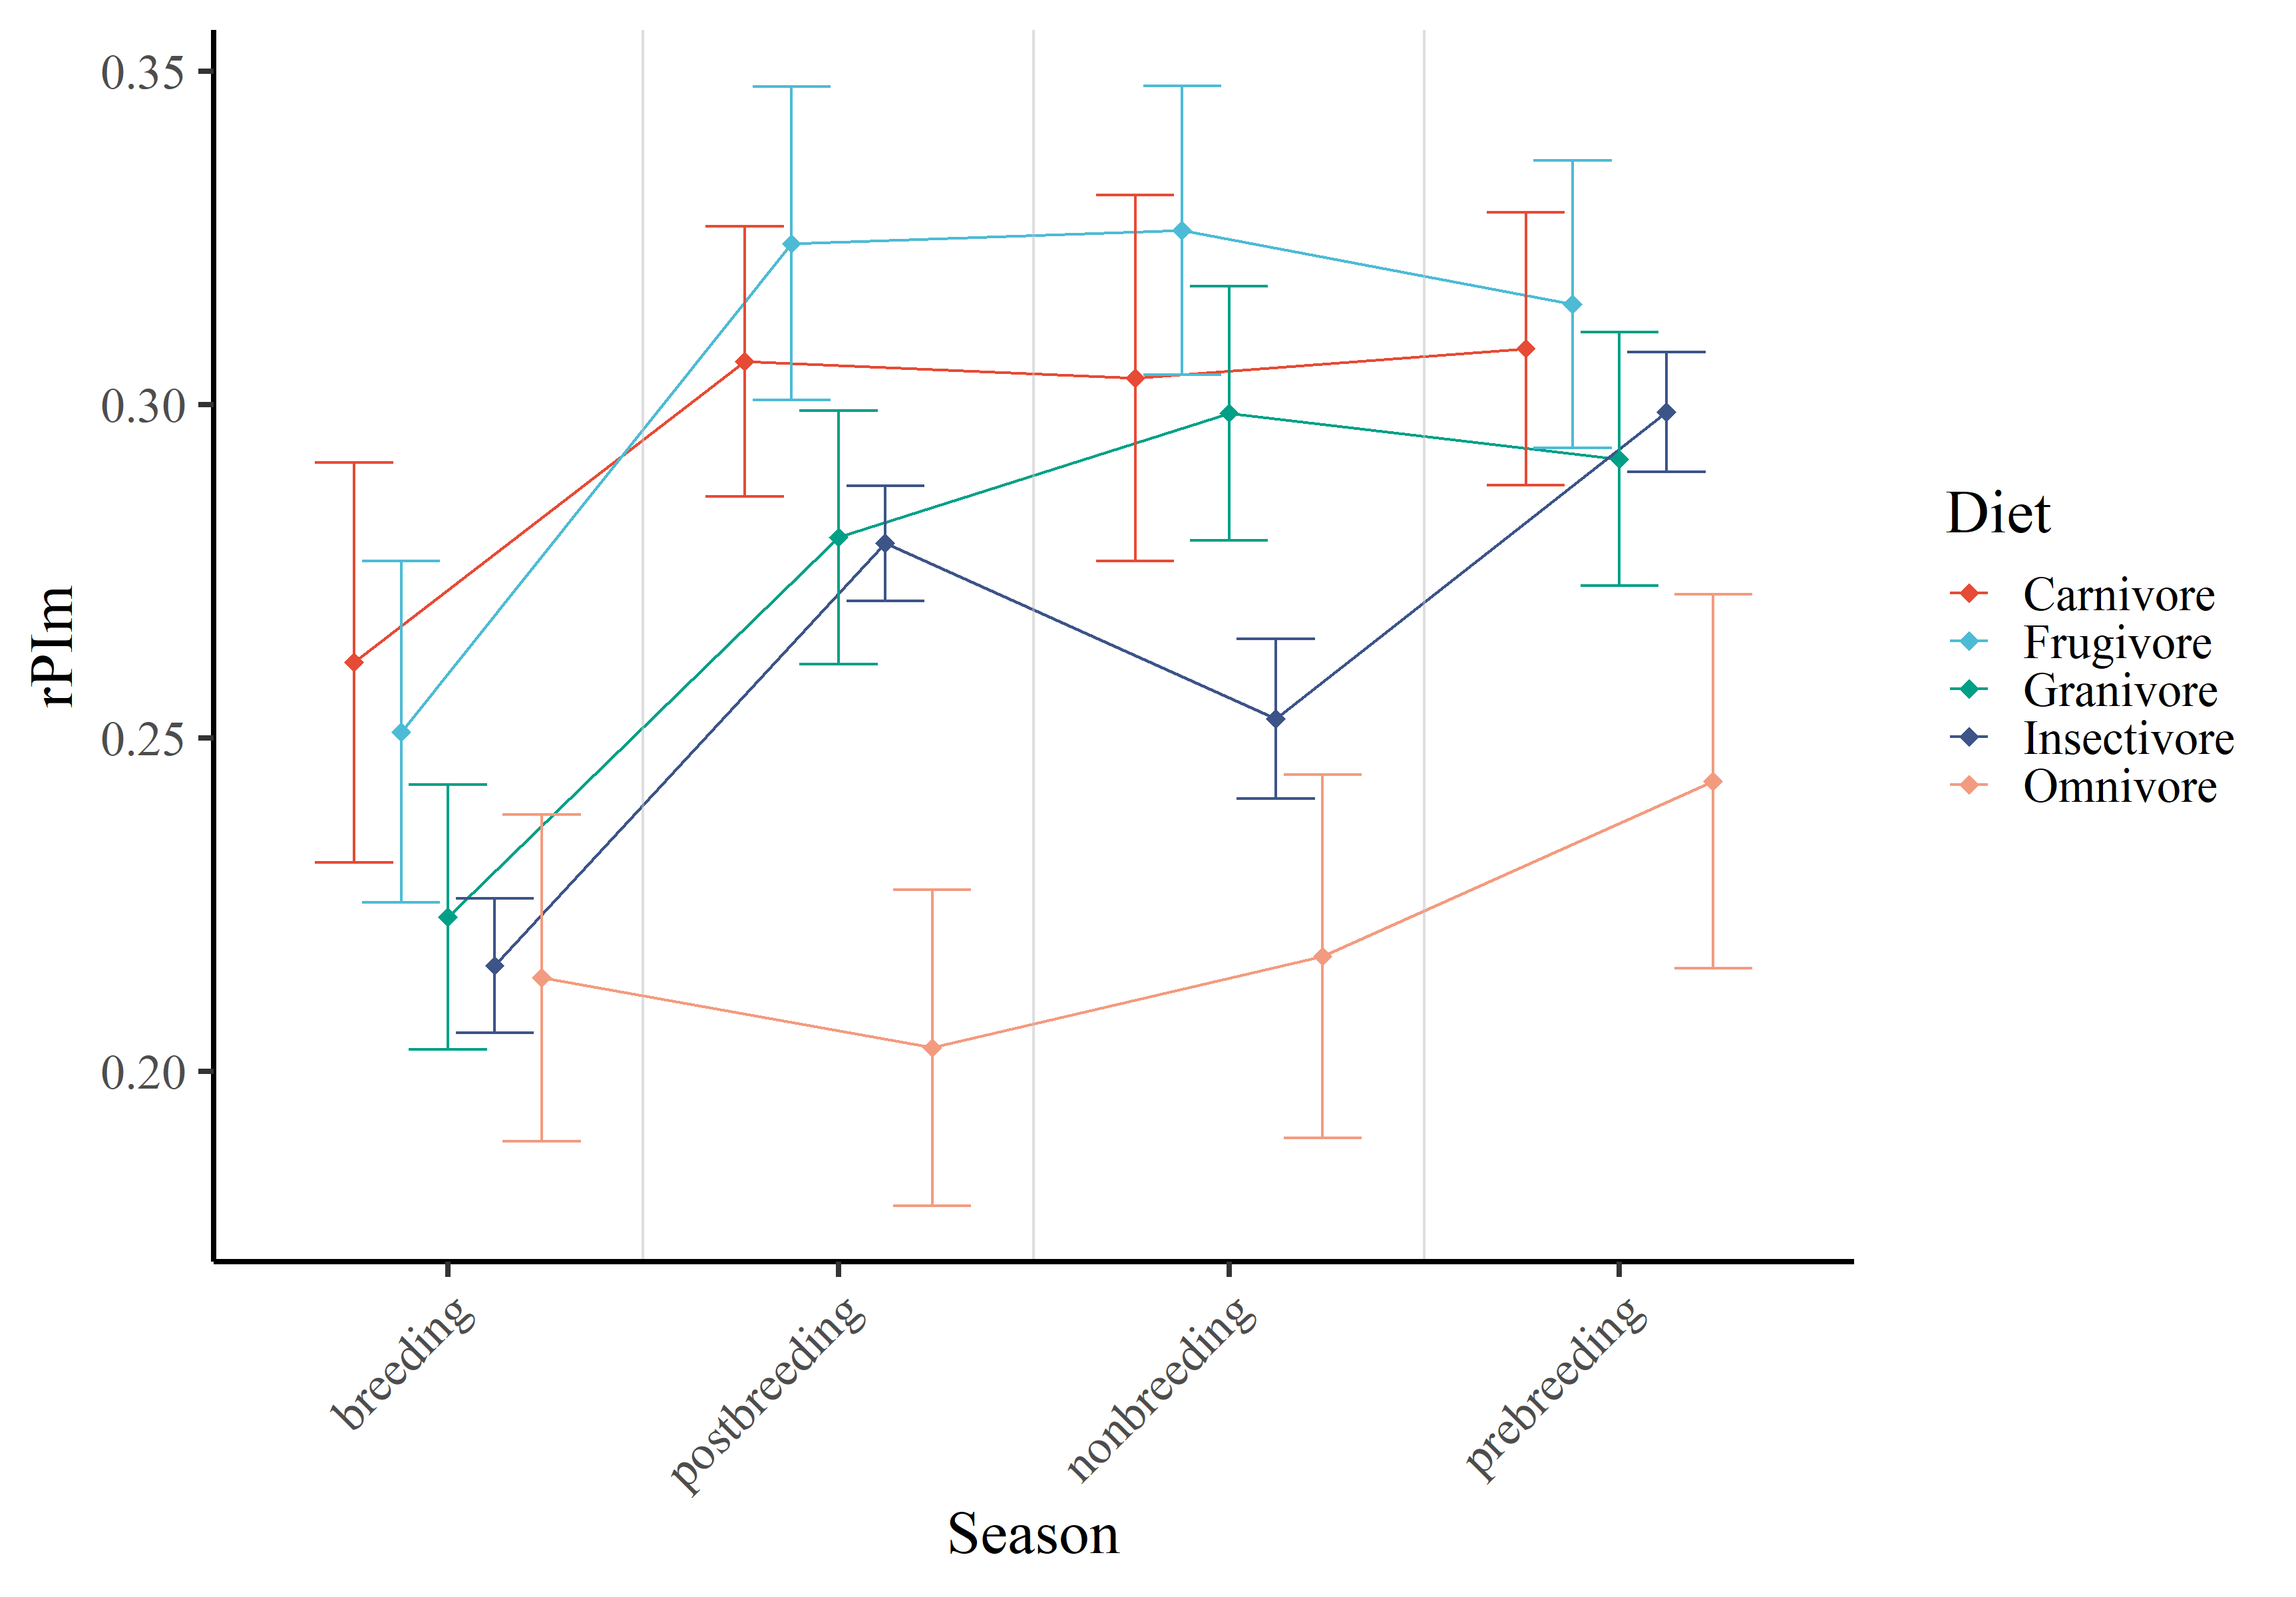 rPIm
0.35
0.30
0.25
0.20
breeding
postbreeding
nonbreeding
prebreeding
Season
Diet
Carnivore
Frugivore
Granivore
Insectivore
Omnivore